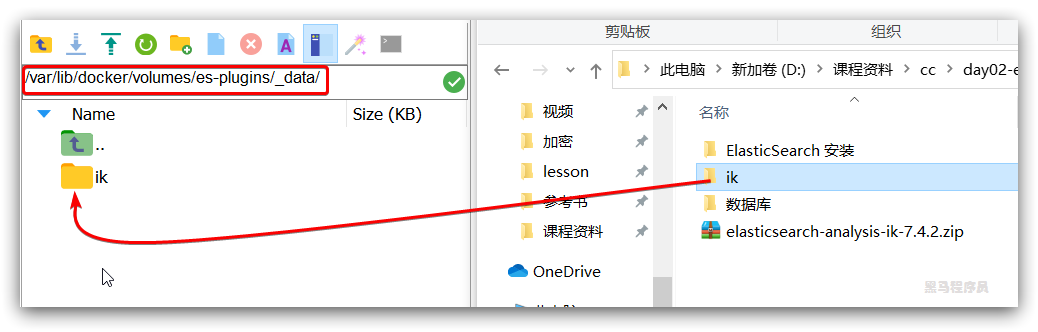 /var/lib/docker/volumes/es-plugins/_data/
Name
Size (KB)
..
ik
剪贴板
组织
此电脑
新加卷 (D:)
课程资料
cc
day02-e
视频
加密
lesson
参考书
课程资料
OneDrive
名称
ElasticSearch 安装
ik
数据库
elasticsearch-analysis-ik-7.4.2.zip
黑马程序员